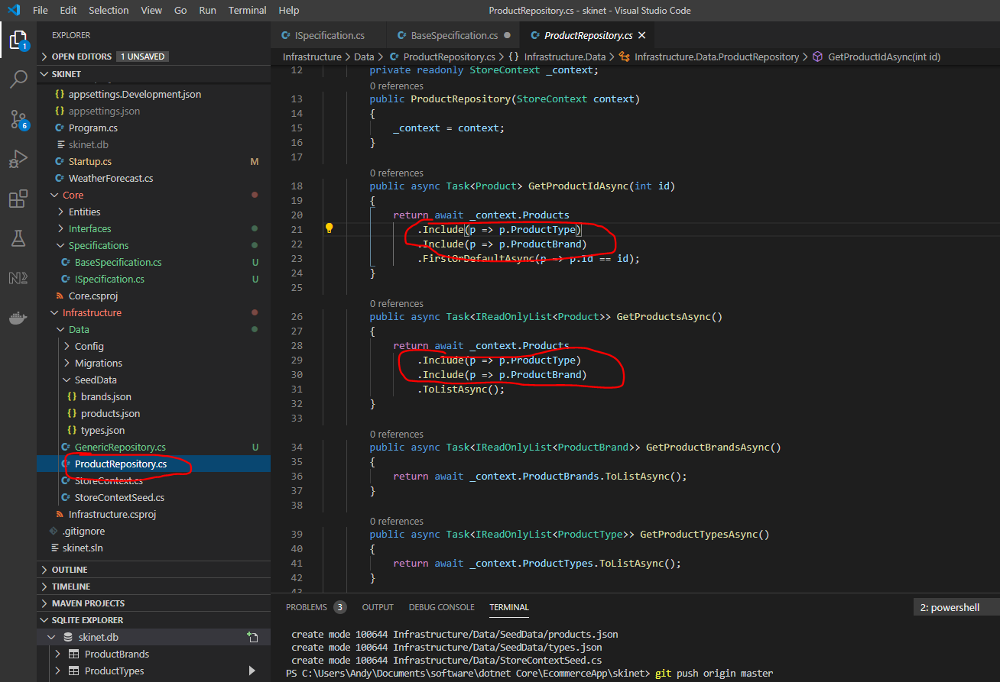 File Edit Selection View Go Run Terminal Help
ProductRepository.cs - skinet - Visual Studio Code
1
6
EXPLORER
OPEN EDITORS 1 UNSAVED
SKINET
{} appsettings.Development.json
{} appsettings.json
C# Program.cs
skinet.db
C# Startup.cs M
C# WeatherForecast.cs
Core
Entities
Interfaces
Specifications
C# BaseSpecification.cs U
C# ISpecification.cs U
Core.csproj
Infrastructure
Data
Config
Migrations
SeedData
{} brands.json
{} products.json
{} types.json
C# GenericRepository.cs U
C# ProductRepository.cs
C# StoreContext.cs
C# StoreContextSeed.cs
Infrastructure.csproj
.gitignore
skinet.sln
OUTLINE
TIMELINE
MAVEN PROJECTS
SQLITE EXPLORER
skinet.db
ProductBrands
ProductTypes
C# ISpecification.cs C# BaseSpecification.cs C# ProductRepository.cs
Infrastructure > Data > C# ProductRepository.cs > {} Infrastructure.Data > Infrastructure.Data.ProductRepository > GetProductIdAsync(int id)
12 private readonly StoreContext _context;
0 references
13 public ProductRepository(StoreContext context)
14 {
15 _context = context;
16 }
17
0 references
18 public async Task<Product> GetProductIdAsync(int id)
19 {
20 return await _context.Products
21 .Include(p => p.ProductType)
22 .Include(p => p.ProductBrand)
23 .FirstOrDefaultAsync(p => p.Id == id);
24 }
25
0 references
26 public async Task<IReadOnlyList<Product>> GetProductsAsync()
27 {
28 return await _context.Products
29 .Include(p => p.ProductType)
30 .Include(p => p.ProductBrand)
31 .ToListAsync();
32 }
33
0 references
34 public async Task<IReadOnlyList<ProductBrand>> GetProductBrandsAsync()
35 {
36 return await _context.ProductBrands.ToListAsync();
37 }
38
0 references
39 public async Task<IReadOnlyList<ProductType>> GetProductTypesAsync()
40 {
41 return await _context.ProductTypes.ToListAsync();
42 }
43
PROBLEMS 3 OUTPUT DEBUG CONSOLE TERMINAL 2: powershell
create mode 100644 Infrastructure/Data/SeedData/products.json
create mode 100644 Infrastructure/Data/SeedData/types.json
create mode 100644 Infrastructure/Data/StoreContextSeed.cs
PS C:\Users\Andy\Documents\software\dotnet Core\EcommerceApp\skinet> git push origin master